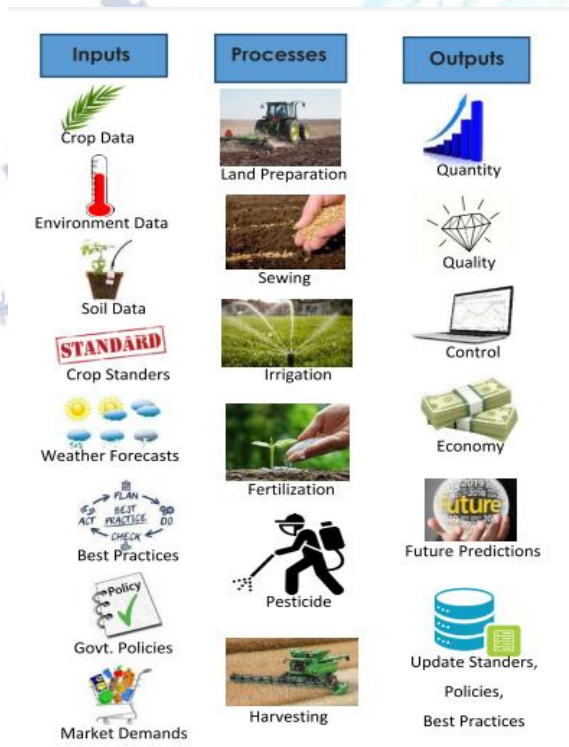 Inputs
Crop Data
Environment Data
Soil Data
STANDARD
Crop Standers
Weather Forecasts
PLAN
ACT
BEST
PRACTICE
DO
CHECK
Best Practices
Policy
Govt. Policies
Market Demands
Processes
Land Preparation
Sewing
Irrigation
Fertilization
Pesticide
Harvesting
Outputs
Quantity
Quality
Control
Economy
2019
2018
future
Future Predictions
Update Standers,
Policies,
Best Practices